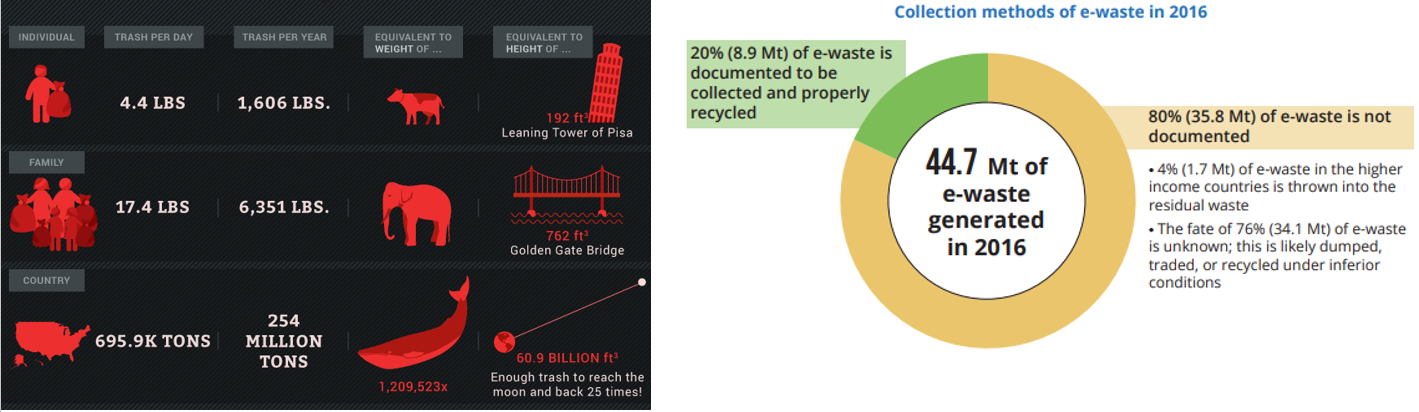 INDIVIDUAL
TRASH PER DAY
TRASH PER YEAR
EQUIVALENT TO
WEIGHT OF ...
EQUIVALENT TO
HEIGHT OF ...
4.4 LBS
1,606 LBS.
192 ft³
Leaning Tower of Pisa
FAMILY
17.4 LBS
6,351 LBS.
762 ft³
Golden Gate Bridge
COUNTRY
695.9K TONS
254
MILLION
TONS
1,209,523x
60.9 BILLION ft³
Enough trash to reach the
moon and back 25 times!
Collection methods of e-waste in 2016
20% (8.9 Mt) of e-waste is
documented to be
collected and properly
recycled
44.7 Mt of
e-waste
generated
in 2016
80% (35.8 Mt) of e-waste is not
documented
• 4% (1.7 Mt) of e-waste in the higher
income countries is thrown into the
residual waste
• The fate of 76% (34.1 Mt) of e-waste
is unknown; this is likely dumped,
traded, or recycled under inferior
conditions